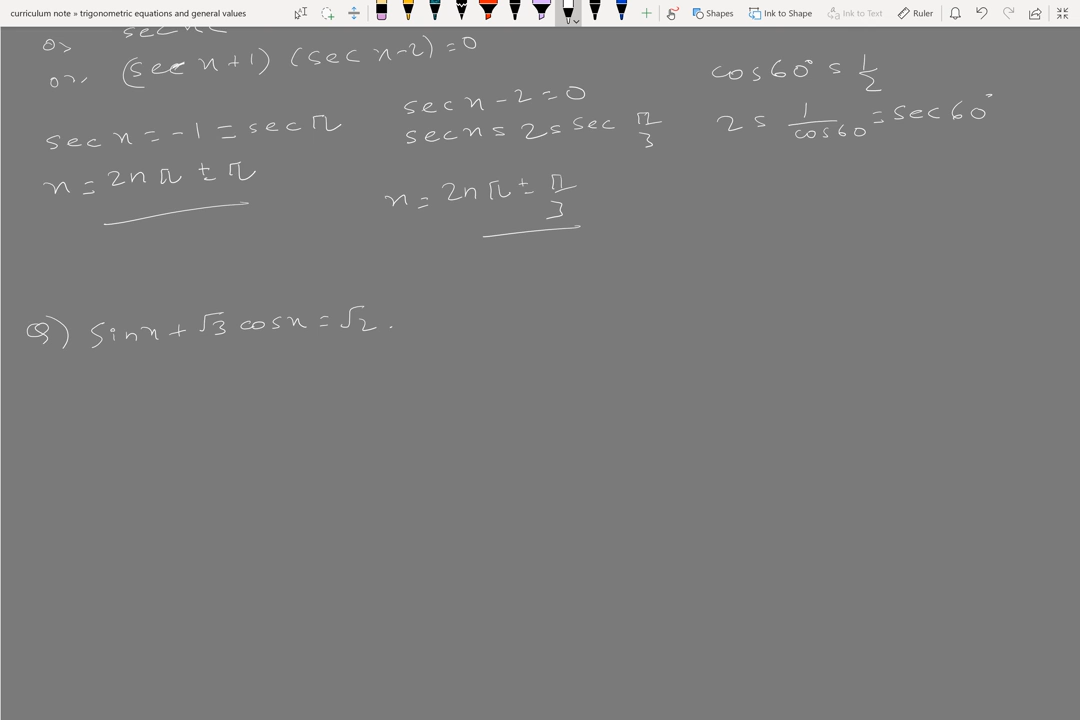 curriculum note » trigonometric equations and general values
Shapes Ink to Shape Ink to Text Ruler
or,
or, (sec x + 1) (sec x - 2) = 0
sec x = -1 = sec π
x = 2nπ ± π
sec x - 2 = 0
sec x = 2 = sec π/3
x = 2nπ ± π/3
cos 60° = 1/2
2 = 1/cos60 = sec 60°
Q) Sin x + √3 cos x = √2 .